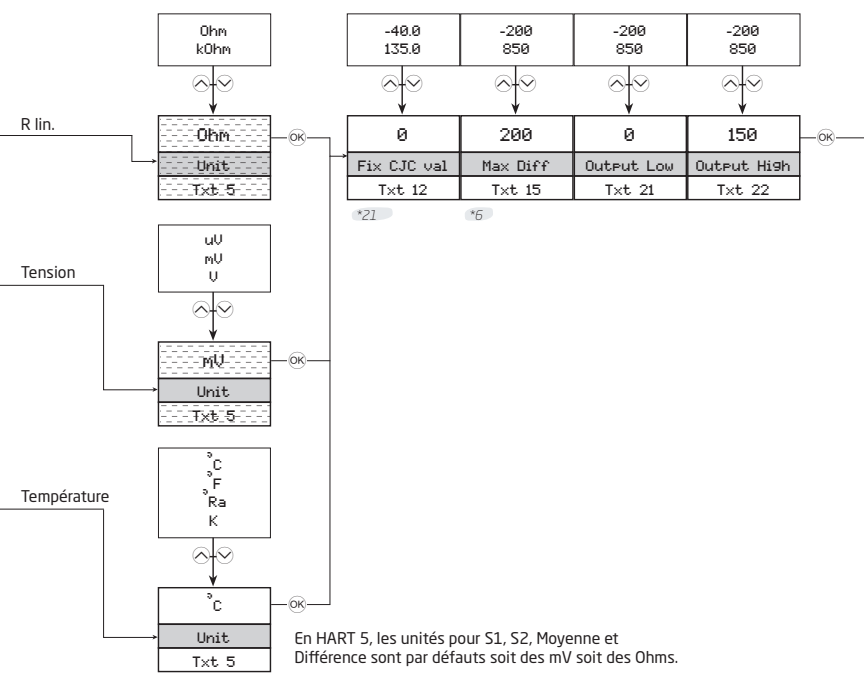 Ohm
kOhm
R lin.
Ohm
OK
Unit
Txt 5
-40.0
135.0
-200
850
-200
850
-200
850
0
200
0
150
OK
Fix CJC val
Max Diff
Output Low
Output High
Txt 12
Txt 15
Txt 21
Txt 22
*21
*6
uV
mV
V
Tension
mV
OK
Unit
Txt 5
°C
°F
°Ra
K
Température
°C
OK
Unit
Txt 5
En HART 5, les unités pour S1, S2, Moyenne et
Différence sont par défauts soit des mV soit des Ohms.